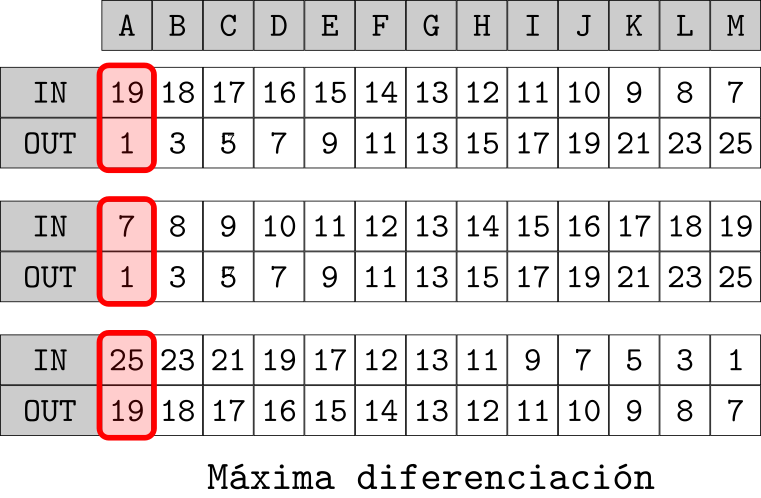 A B C D E F G H I J K L M
IN 19 18 17 16 15 14 13 12 11 10 9 8 7
OUT 1 3 5 7 9 11 13 15 17 19 21 23 25
IN 7 8 9 10 11 12 13 14 15 16 17 18 19
OUT 1 3 5 7 9 11 13 15 17 19 21 23 25
IN 25 23 21 19 17 12 13 11 9 7 5 3 1
OUT 19 18 17 16 15 14 13 12 11 10 9 8 7
Máxima diferenciación